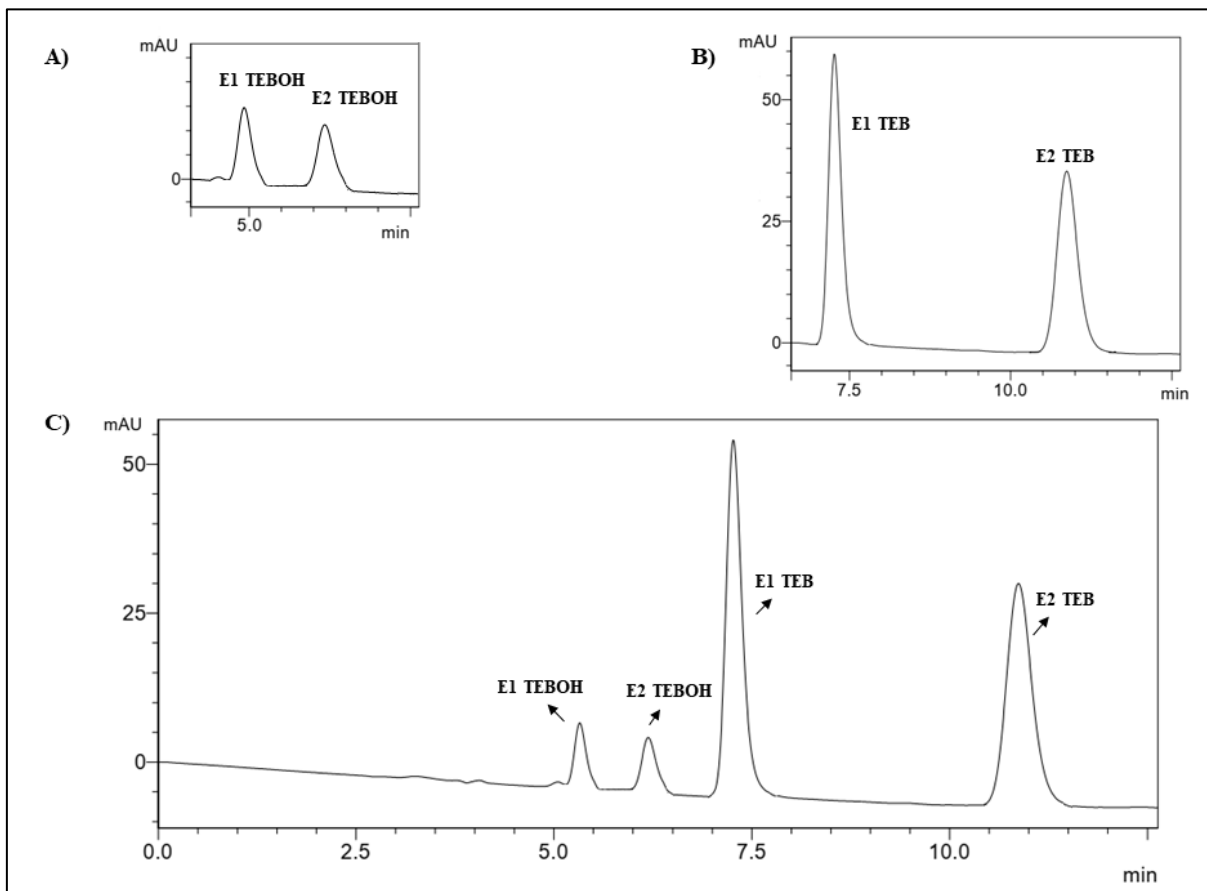 A)
mAU
E1 TEBOH
E2 TEBOH
0
5.0
min
B)
mAU
50
25
0
E1 TEB
E2 TEB
7.5
10.0
min
C)
mAU
50
25
0
E1 TEBOH
E2 TEBOH
E1 TEB
E2 TEB
0.0
2.5
5.0
7.5
10.0
min